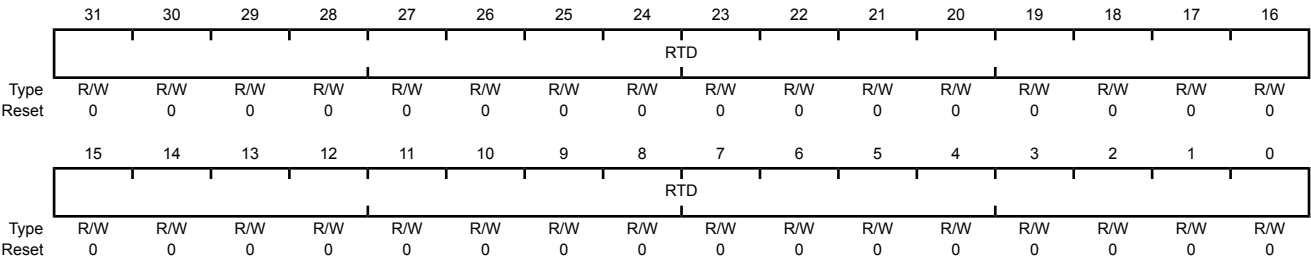 31 30 29 28 27 26 25 24 23 22 21 20 19 18 17 16
RTD
Type R/W R/W R/W R/W R/W R/W R/W R/W R/W R/W R/W R/W R/W R/W R/W R/W
Reset 0 0 0 0 0 0 0 0 0 0 0 0 0 0 0 0
15 14 13 12 11 10 9 8 7 6 5 4 3 2 1 0
RTD
Type R/W R/W R/W R/W R/W R/W R/W R/W R/W R/W R/W R/W R/W R/W R/W R/W
Reset 0 0 0 0 0 0 0 0 0 0 0 0 0 0 0 0